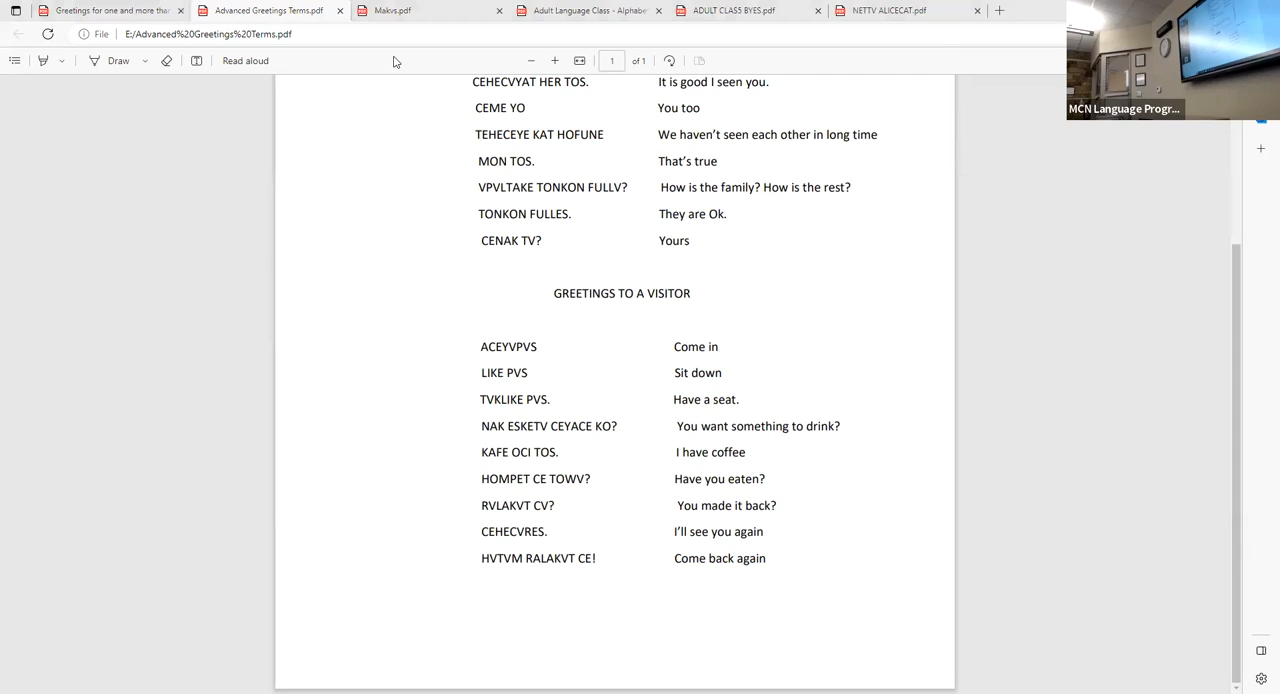 Greetings for one and more than
Advanced Greetings Terms.pdf
Makvs.pdf
Adult Language Class - Alphabe
ADULT CLAS5 BYES.pdf
NETTV ALICECAT.pdf
File
E:/Advanced%20Greetings%20Terms.pdf
Draw
Read aloud
1 of 1
MCN Language Progr...
CEHECVYAT HER TOS. It is good I seen you.
CEME YO You too
TEHECEYE KAT HOFUNE We haven't seen each other in long time
MON TOS. That's true
VPVLTAKE TONKON FULLV? How is the family? How is the rest?
TONKON FULLES. They are Ok.
CENAK TV? Yours
GREETINGS TO A VISITOR
ACEYVPVS Come in
LIKE PVS Sit down
TVKLIKE PVS. Have a seat.
NAK ESKETV CEYACE KO? You want something to drink?
KAFE OCI TOS. I have coffee
HOMPET CE TOWV? Have you eaten?
RVLAKVT CV? You made it back?
CEHECVRES. I'll see you again
HVTVM RALAKVT CE! Come back again